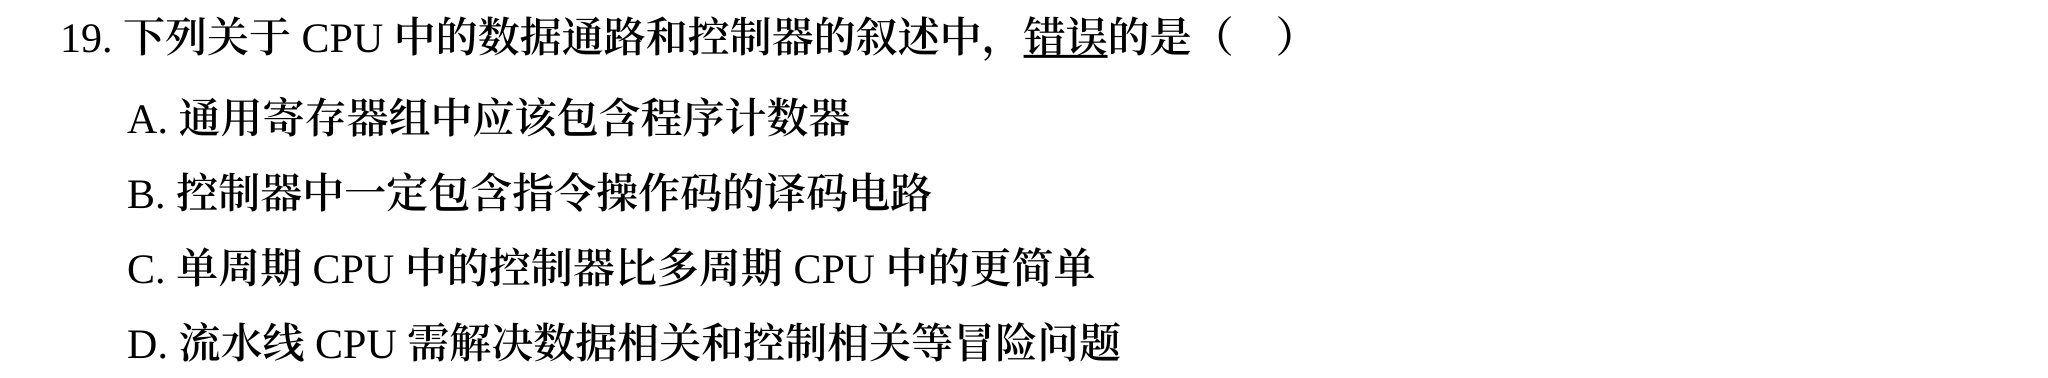 19. 下列关于 CPU 中的数据通路和控制器的叙述中，错误的是（　）
A. 通用寄存器组中应该包含程序计数器
B. 控制器中一定包含指令操作码的译码电路
C. 单周期 CPU 中的控制器比多周期 CPU 中的更简单
D. 流水线 CPU 需解决数据相关和控制相关等冒险问题